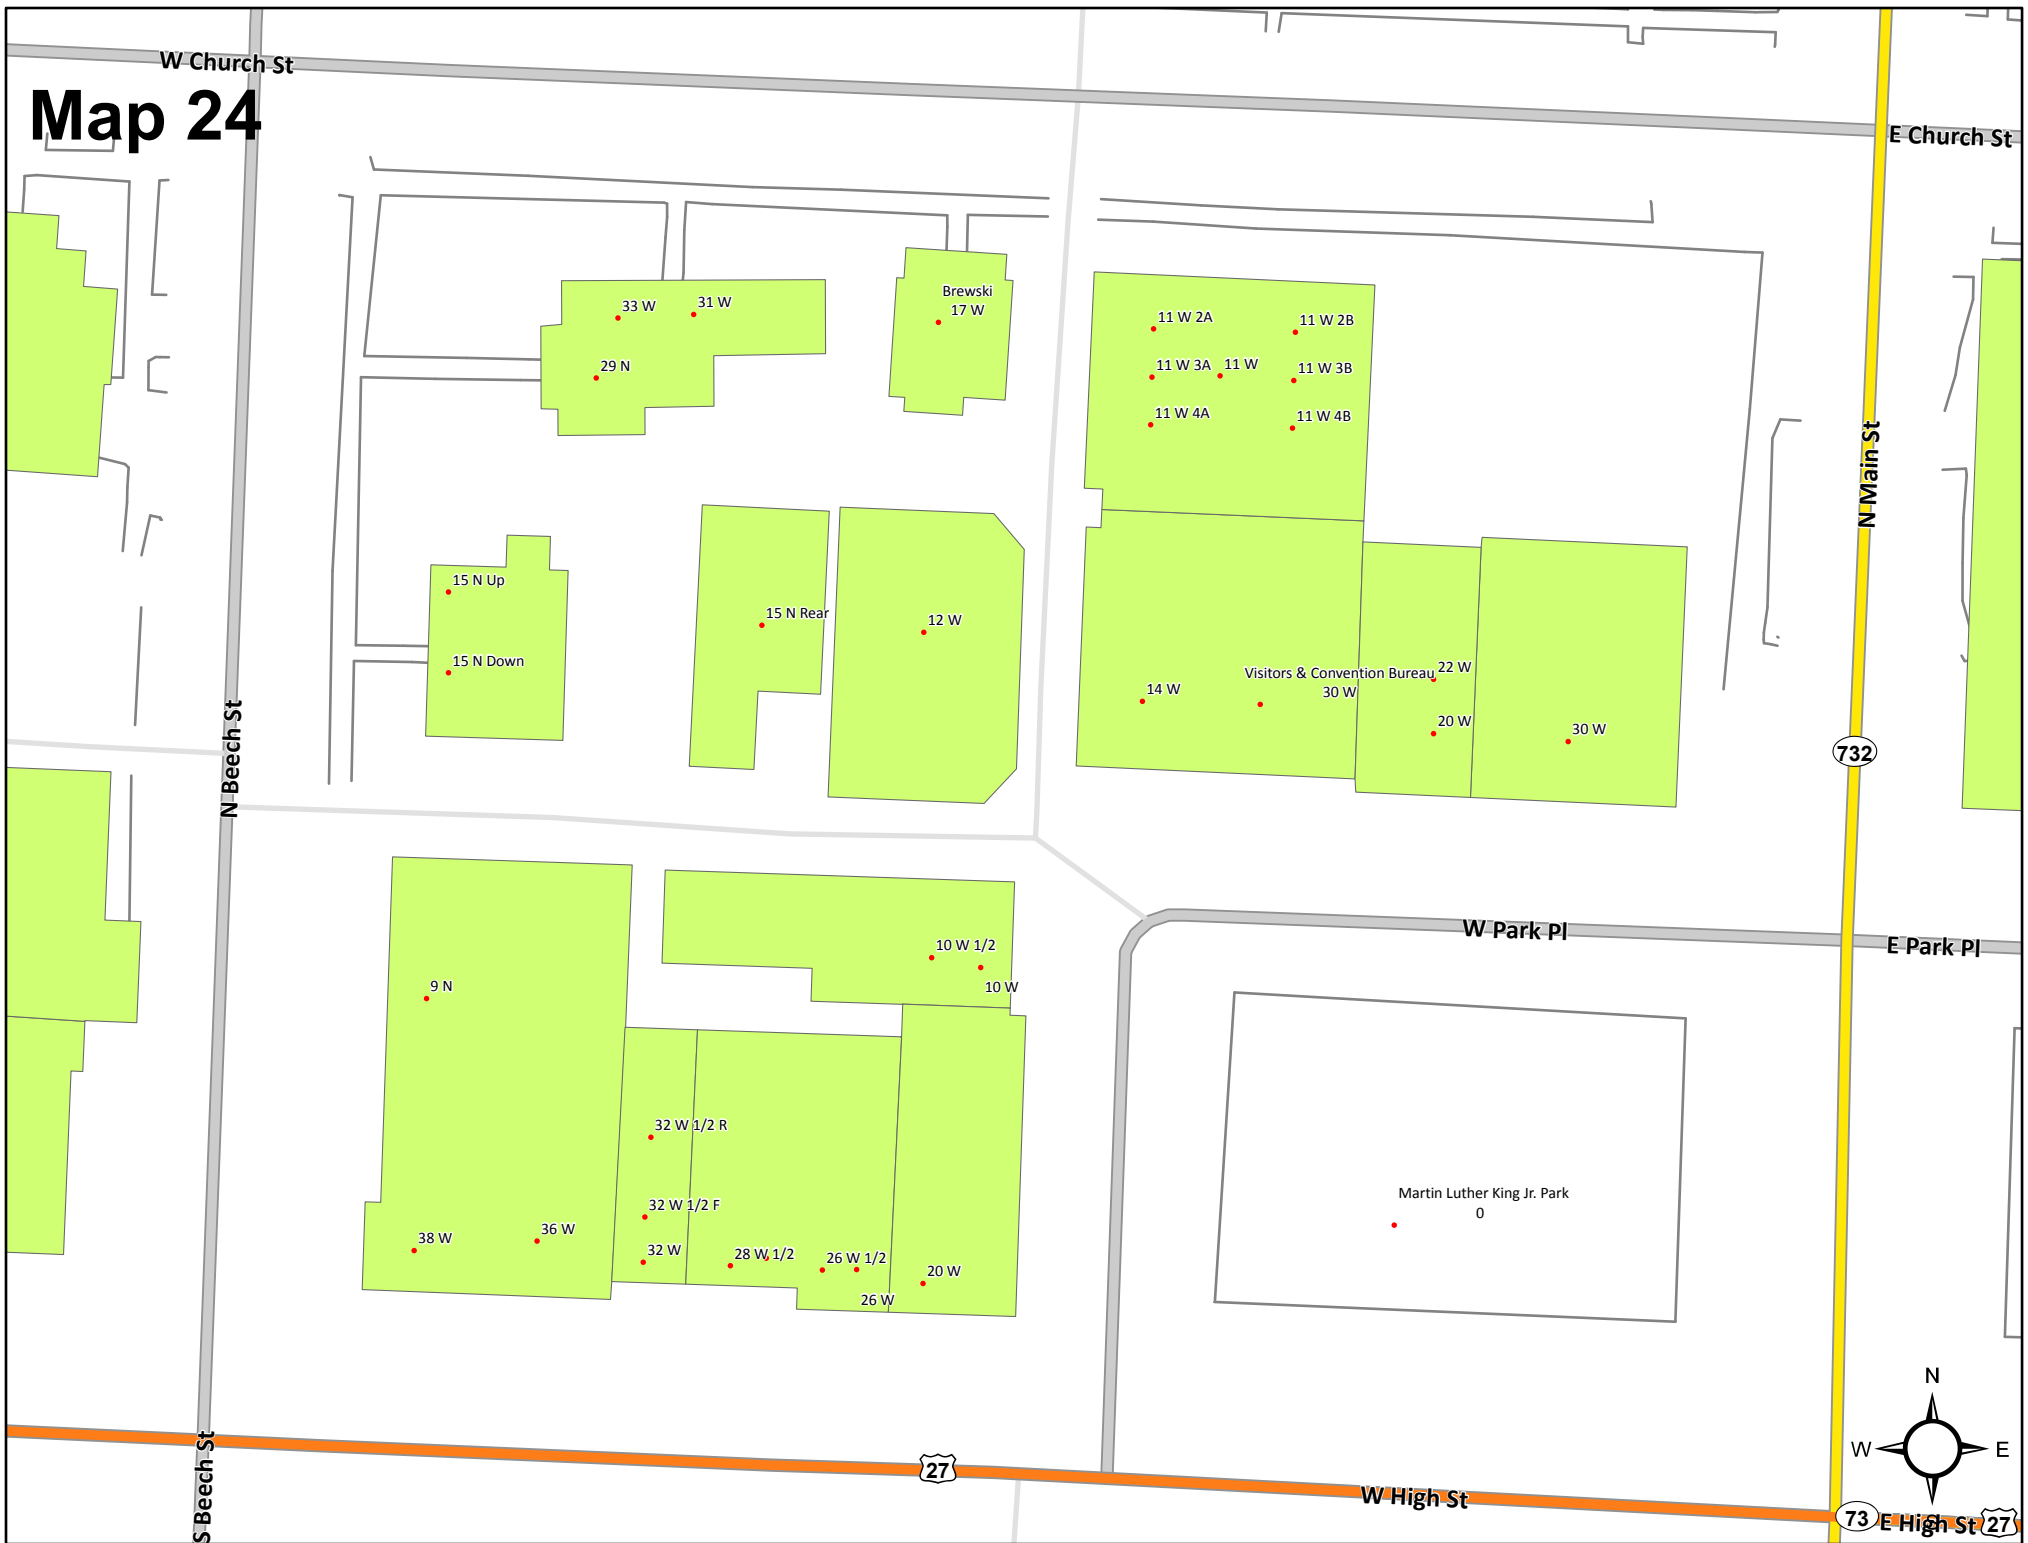 W Church St
Map 24
E Church St
Brewski
17 W
33 W
31 W
29 N
11 W 2A
11 W 2B
11 W 3A
11 W
11 W 3B
11 W 4A
11 W 4B
N Main St
15 N Up
15 N Rear
12 W
15 N Down
Visitors & Convention Bureau
30 W
22 W
14 W
20 W
30 W
N Beech St
732
W Park Pl
E Park Pl
10 W 1/2
10 W
9 N
32 W 1/2 R
32 W 1/2 F
Martin Luther King Jr. Park
0
38 W
36 W
32 W
28 W 1/2
26 W 1/2
20 W
26 W
N
W
E
S
S Beech St
27
W High St
73
E High St
27